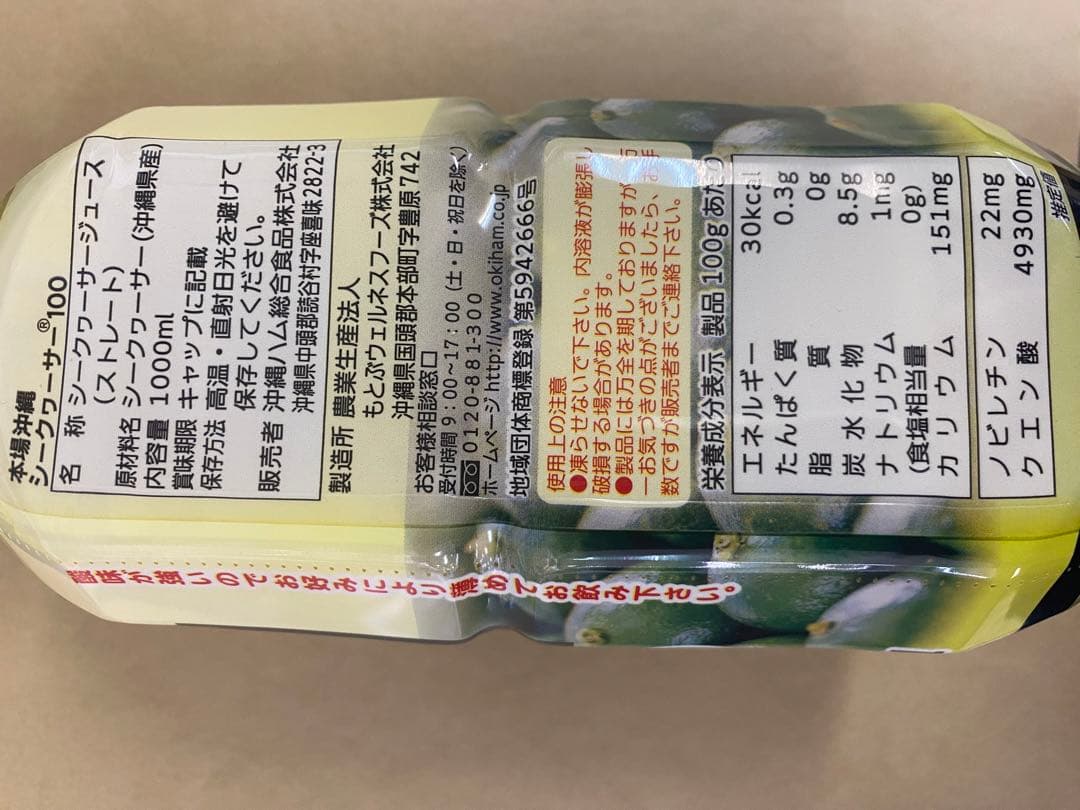 本場沖縄
シークヮーサー®100
名 称 シークヮーサージュース
(ストレート)
原材料名 シークヮーサー(沖縄県産)
内容量 1000ml
賞味期限 キャップに記載
保存方法 高温・直射日光を避けて
保存してください。
販売者 沖縄ハム総合食品株式会社
沖縄県中頭郡読谷村字座喜味2822-3
製造所 農業生産法人
もとぶウェルネスフーズ株式会社
沖縄県国頭郡本部町字豊原742
お客様相談窓口
受付時間9:00~17:00(土・日・祝日を除く)
0120-881-300
ホームページ http://www.okiham.co.jp
地域団体商標登録 第5942666号
使用上の注意
●凍らせないで下さい。内溶液が膨張し
破損する場合があります。
●製品には万全を期しておりますが
一お気づきの点がございましたら、お手
数ですが販売者までご連絡下さい。
栄養成分表示 製品100gあたり
エネルギー 30kcal
たんぱく質 0.3g
脂質 0g
炭水化物 8.5g
ナトリウム 1mg
(食塩相当量 0g)
カリウム 151mg
ノビレチン 22mg
クエン酸 4930mg
推定値
酸味が強いのでお好みにより薄めてお飲み下さい。